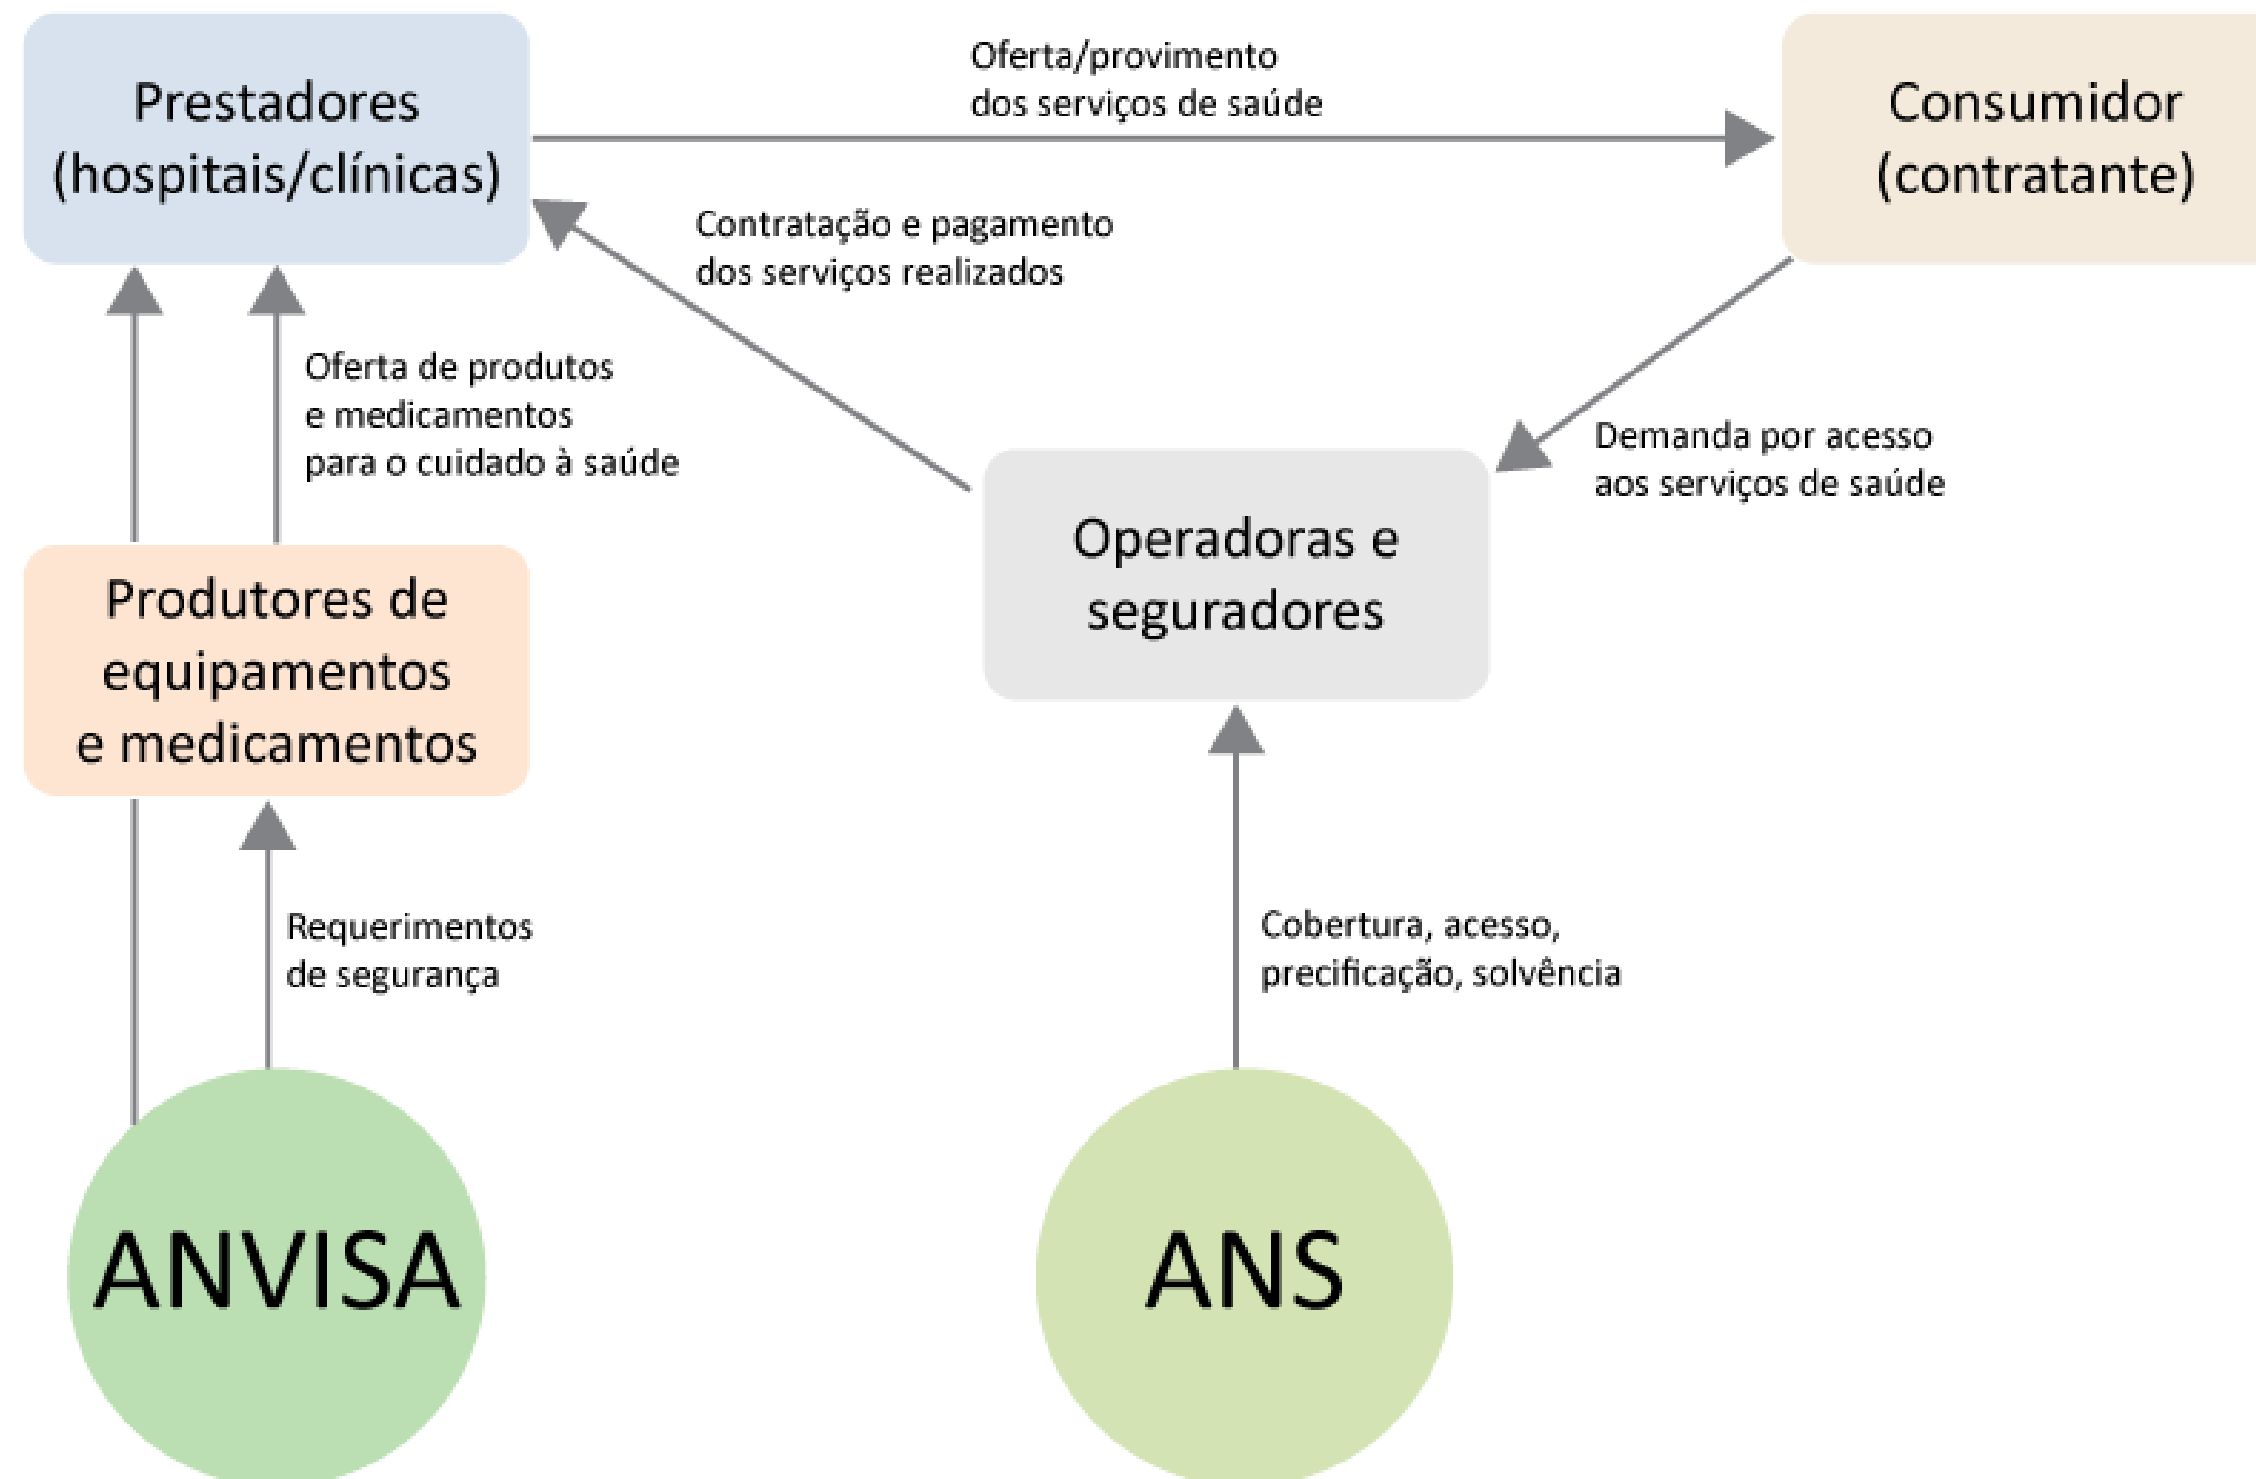 Prestadores
(hospitais/clínicas)
Oferta/provimento
dos serviços de saúde
Consumidor
(contratante)
Contratação e pagamento
dos serviços realizados
Oferta de produtos
e medicamentos
para o cuidado à saúde
Demanda por acesso
aos serviços de saúde
Operadoras e
seguradores
Produtores de
equipamentos
e medicamentos
Requerimentos
de segurança
Cobertura, acesso,
precificação, solvência
ANVISA
ANS